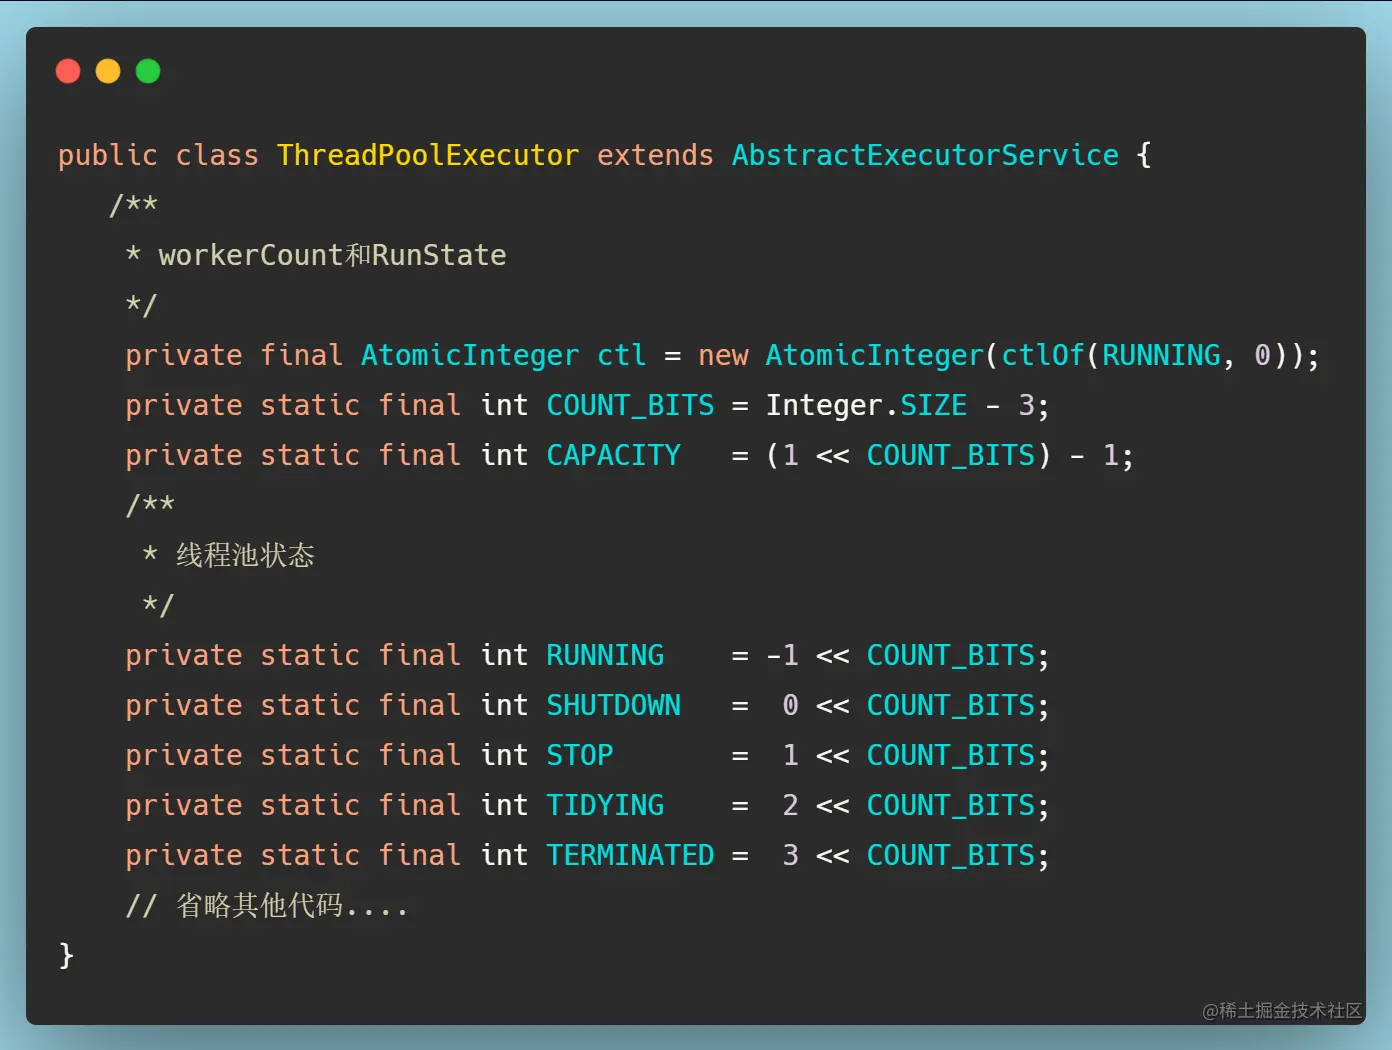 public class ThreadPoolExecutor extends AbstractExecutorService {
   /**
    * workerCount和RunState
    */
    private final AtomicInteger ctl = new AtomicInteger(ctlOf(RUNNING, 0));
    private static final int COUNT_BITS = Integer.SIZE - 3;
    private static final int CAPACITY   = (1 << COUNT_BITS) - 1;
    /**
     * 线程池状态
     */
    private static final int RUNNING    = -1 << COUNT_BITS;
    private static final int SHUTDOWN   =  0 << COUNT_BITS;
    private static final int STOP       =  1 << COUNT_BITS;
    private static final int TIDYING    =  2 << COUNT_BITS;
    private static final int TERMINATED =  3 << COUNT_BITS;
    // 省略其他代码....
}
@稀土掘金技术社区